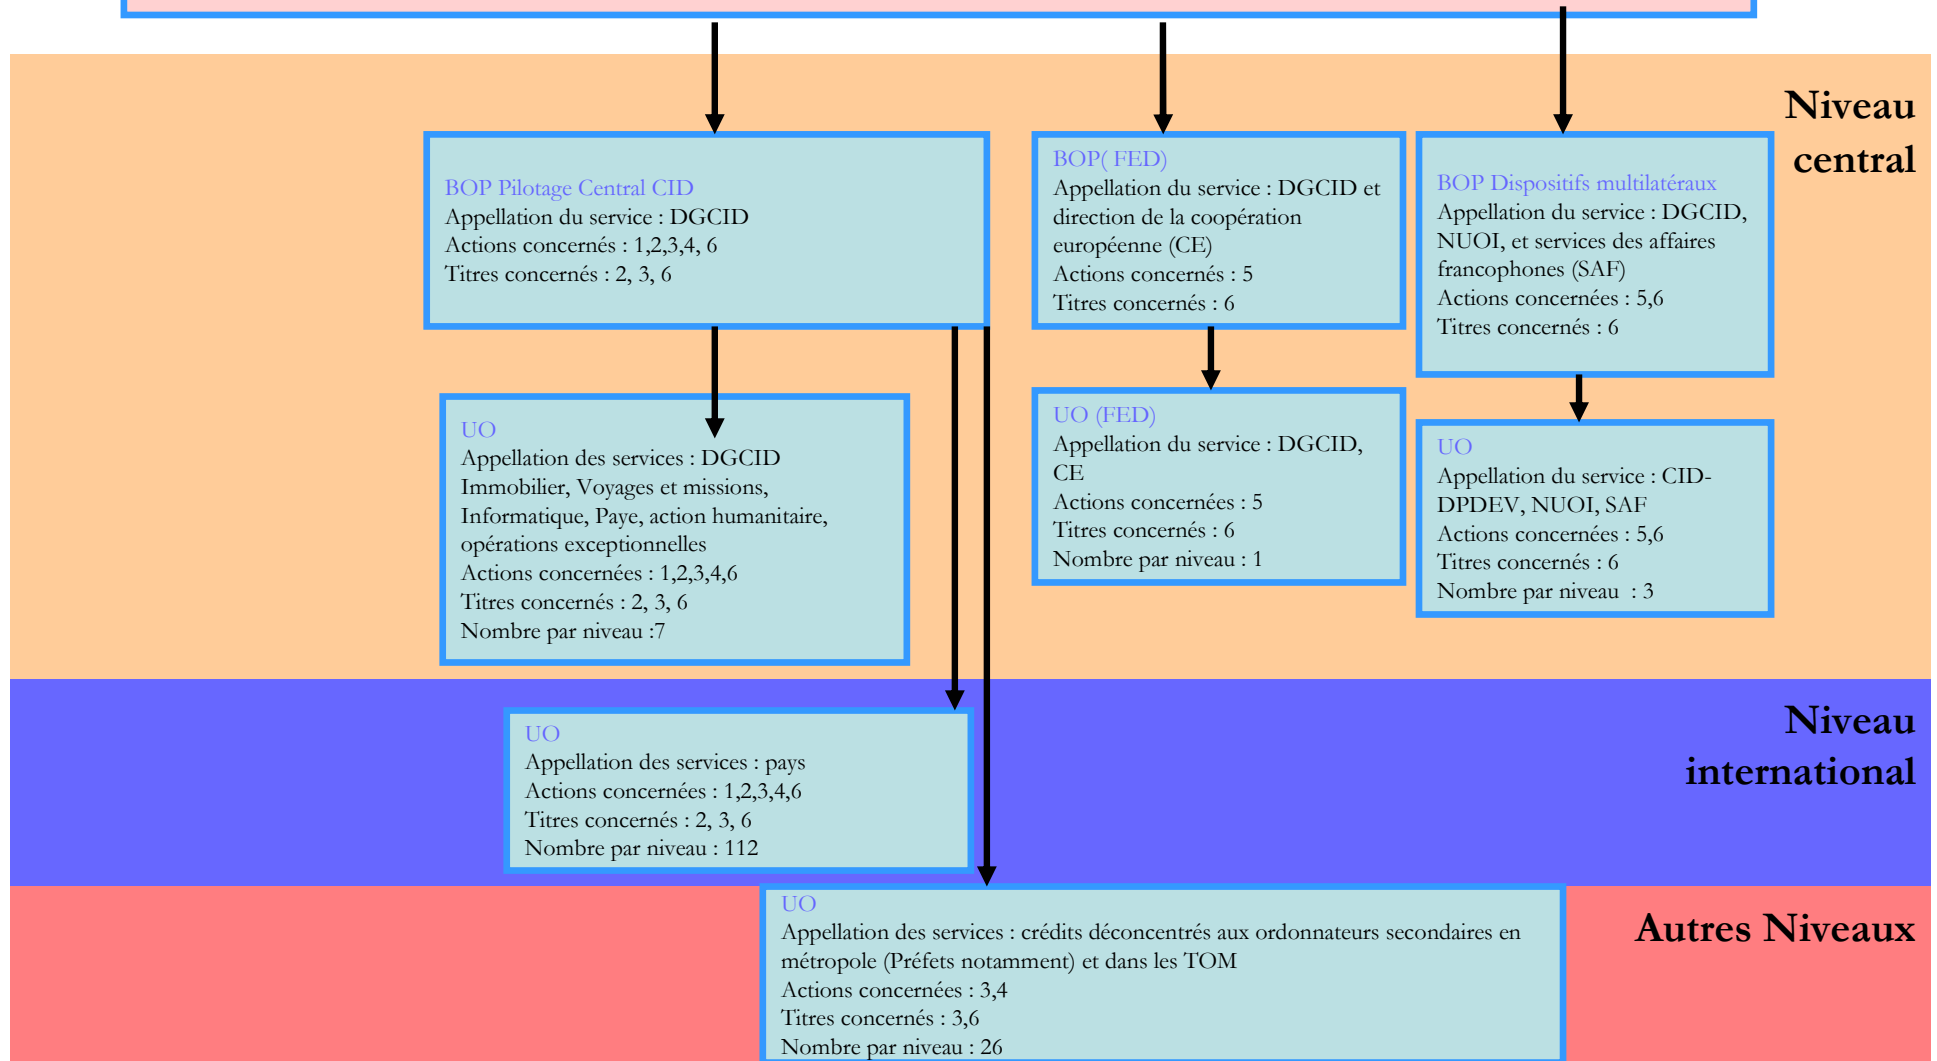 Niveau
central
BOP Pilotage Central CID
Appellation du service : DGCID
Actions concernés : 1,2,3,4, 6
Titres concernés : 2, 3, 6
BOP( FED)
Appellation du service : DGCID et
direction de la coopération
européenne (CE)
Actions concernés : 5
Titres concernés : 6
BOP Dispositifs multilatéraux
Appellation du service : DGCID,
NUOI, et services des affaires
francophones (SAF)
Actions concernées : 5,6
Titres concernés : 6
UO
Appellation des services : DGCID
Immobilier, Voyages et missions,
Informatique, Paye, action humanitaire,
opérations exceptionnelles
Actions concernées : 1,2,3,4,6
Titres concernés : 2, 3, 6
Nombre par niveau :7
UO (FED)
Appellation du service : DGCID,
CE
Actions concernées : 5
Titres concernés : 6
Nombre par niveau : 1
UO
Appellation du service : CID-
DPDEV, NUOI, SAF
Actions concernées : 5,6
Titres concernés : 6
Nombre par niveau  : 3
Niveau
international
UO
Appellation des services : pays
Actions concernées : 1,2,3,4,6
Titres concernés : 2, 3, 6
Nombre par niveau : 112
Autres Niveaux
UO
Appellation des services : crédits déconcentrés aux ordonnateurs secondaires en
métropole (Préfets notamment) et dans les TOM
Actions concernées : 3,4
Titres concernés : 3,6
Nombre par niveau : 26